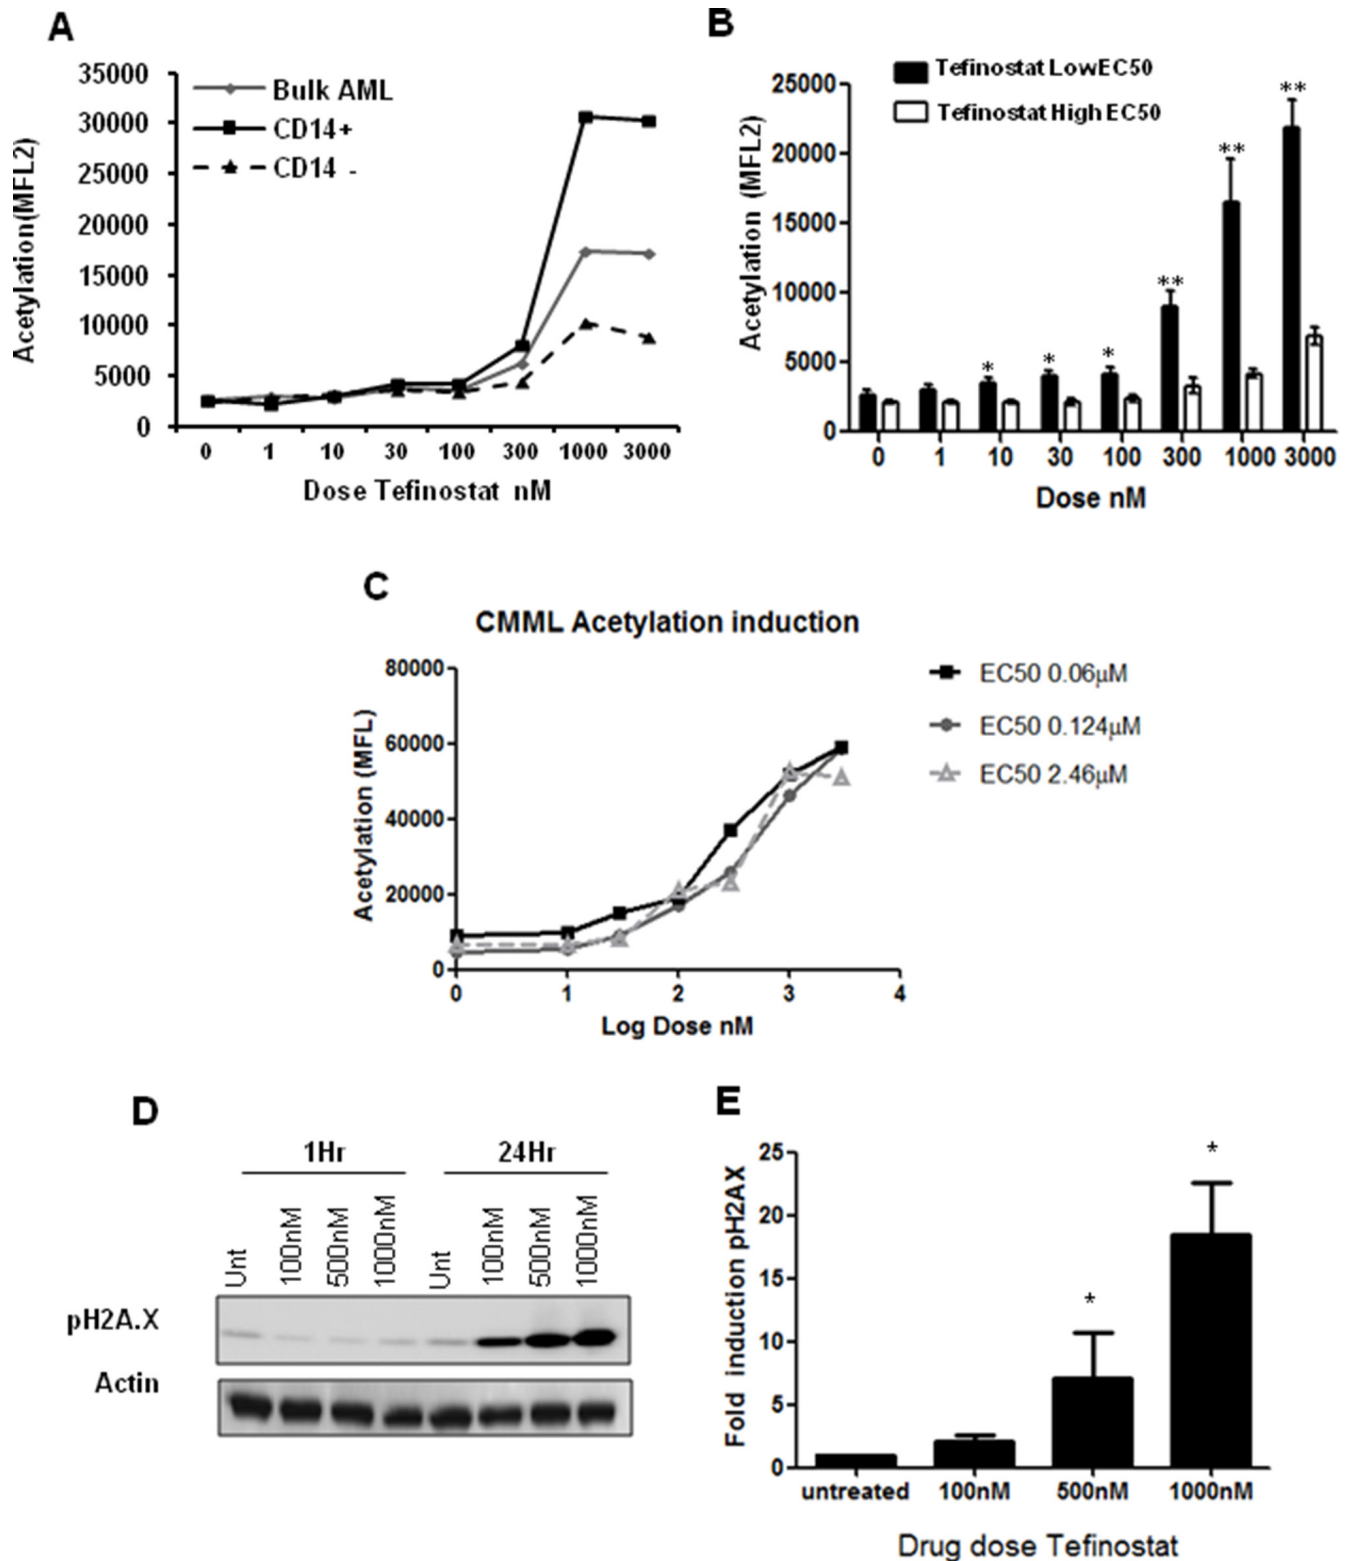 A
35000
30000
25000
20000
15000
10000
5000
0
Acetylation(MFL2)
Bulk AML
CD14+
CD14 -
0 1 10 30 100 300 1000 3000
Dose Tefinostat nM
B
Tefinostat LowEC50
Tefinostat High EC50
25000
20000
15000
10000
5000
0
Acetylation (MFL2)
* * * ** ** **
0 1 10 30 100 300 1000 3000
Dose nM
C
CMML Acetylation induction
80000
60000
40000
20000
0
Acetylation (MFL)
EC50 0.06μM
EC50 0.124μM
EC50 2.46μM
0 1 2 3 4
Log Dose nM
D
1Hr 24Hr
Unt 100nM 500nM 1000nM Unt 100nM 500nM 1000nM
pH2A.X
Actin
E
25
20
15
10
5
0
Fold induction pH2AX
* *
untreated 100nM 500nM 1000nM
Drug dose Tefinostat